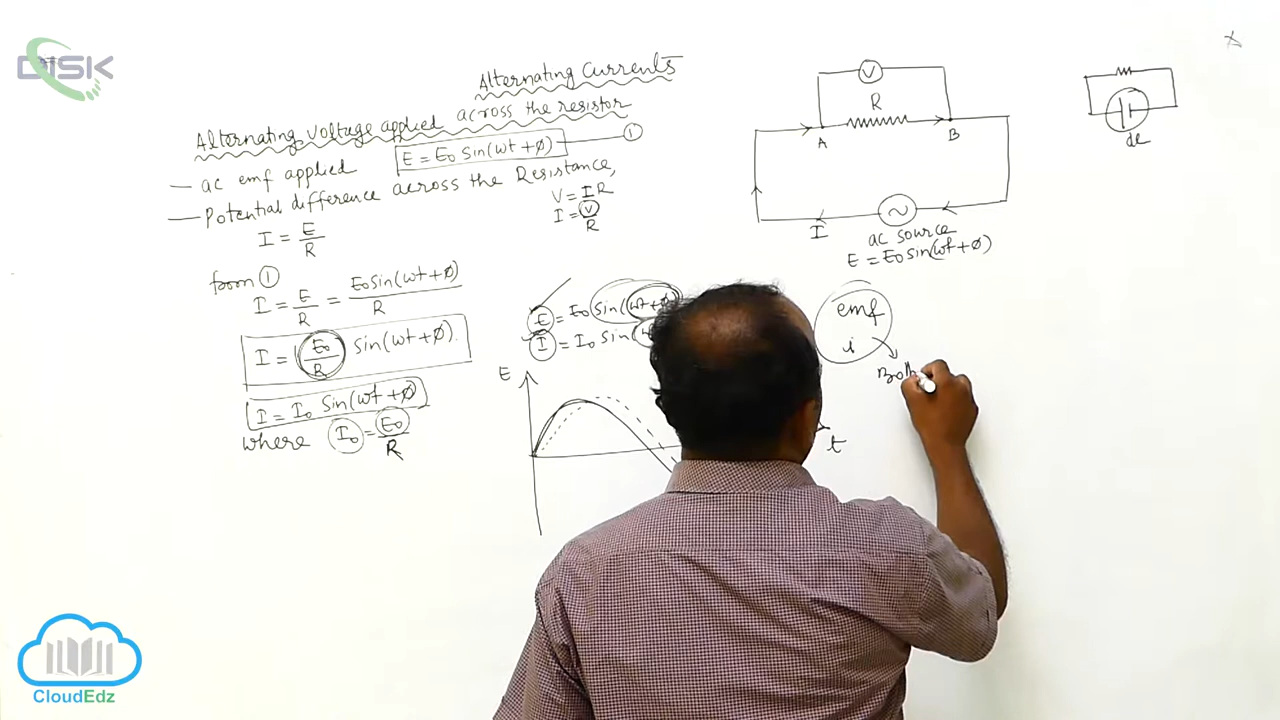 DISK
Alternating Currents
Alternating Voltage applied across the resistor
— ac emf applied E = E₀ sin(ωt+ϕ) — ①
— Potential difference across the Resistance,
V = IR
I = V/R
I = E/R
from ①
I = E/R = E₀ sin(ωt+ϕ)/R
I = (E₀/R) sin(ωt+ϕ).
I = I₀ sin(ωt+ϕ)
where I₀ = E₀/R
E = E₀ sin(ωt+ϕ)
I = I₀ sin
E
t
V
R
A B
I
ac source
E = E₀ sin(ωt+ϕ)
dc
emf
i
Both
CloudEdz